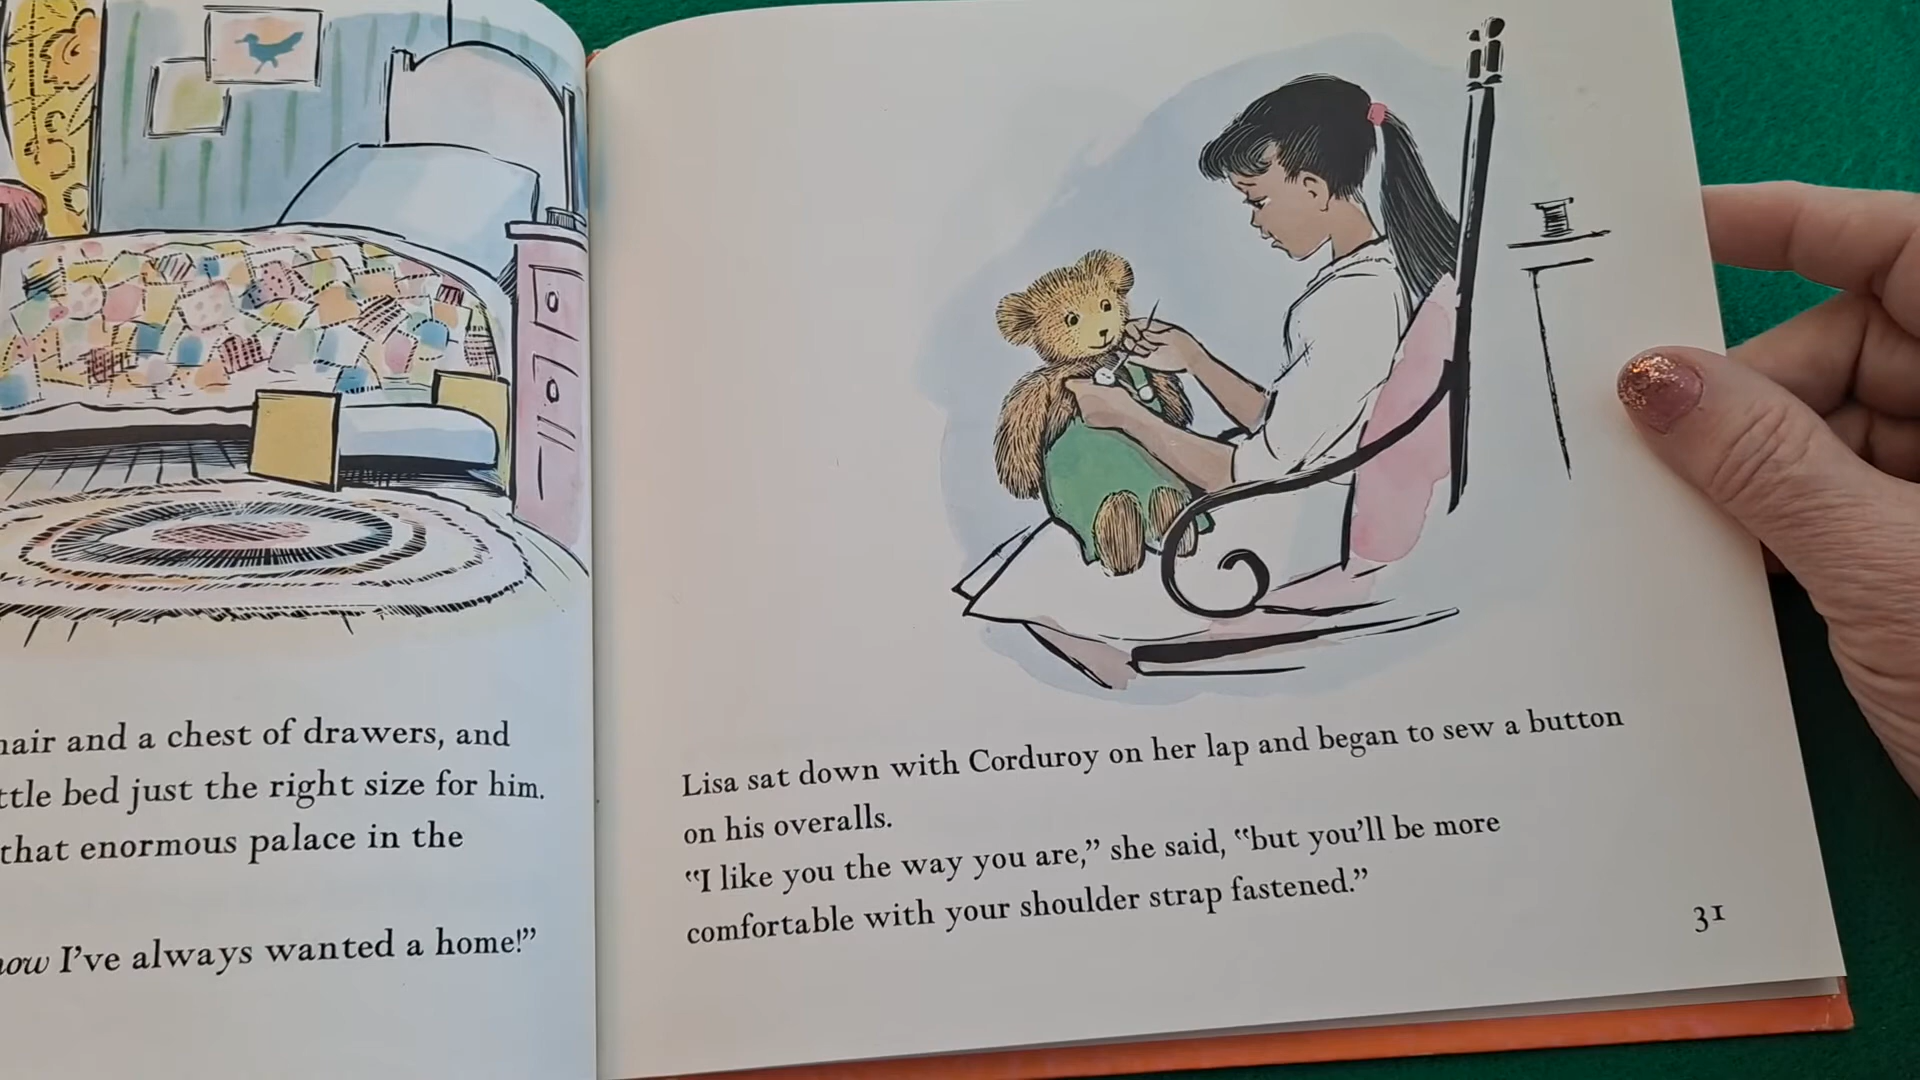 and a chest of drawers, and
bed just the right size for him.
that enormous palace in the
I've always wanted a home!”
Lisa sat down with Corduroy on her lap and began to sew a button
on his overalls.
“I like you the way you are,” she said, “but you'll be more
comfortable with your shoulder strap fastened.”
31